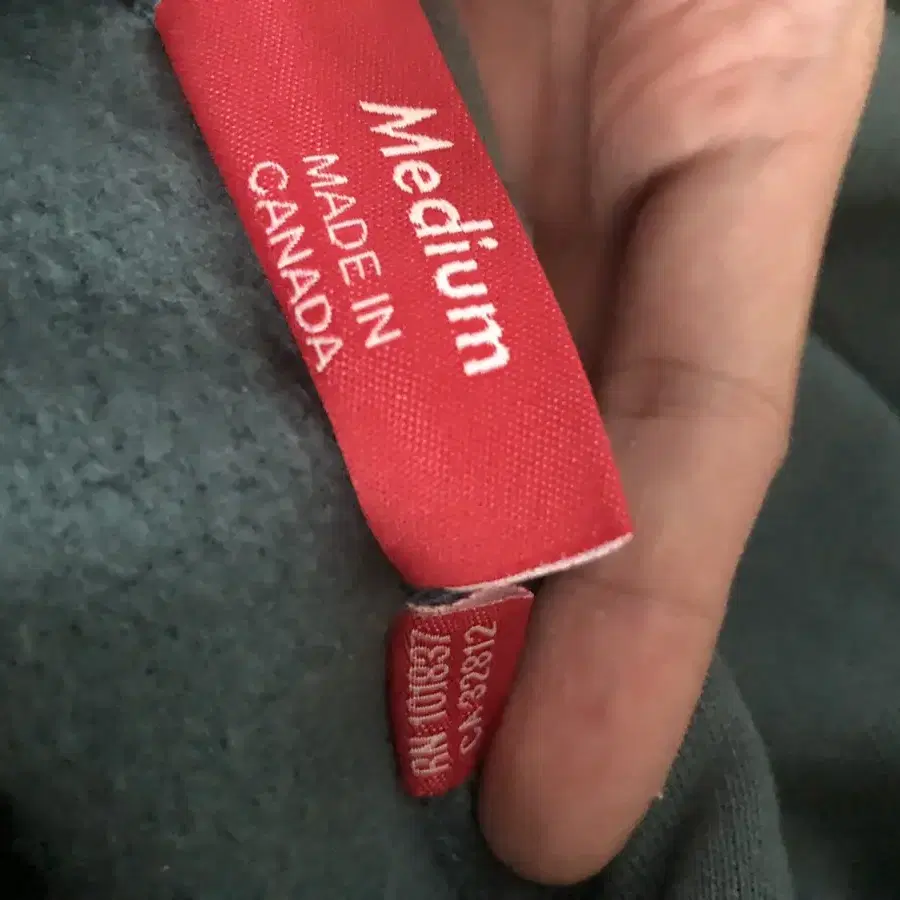 Medium
MADE IN
CANADA
RN 101837
CA 32812